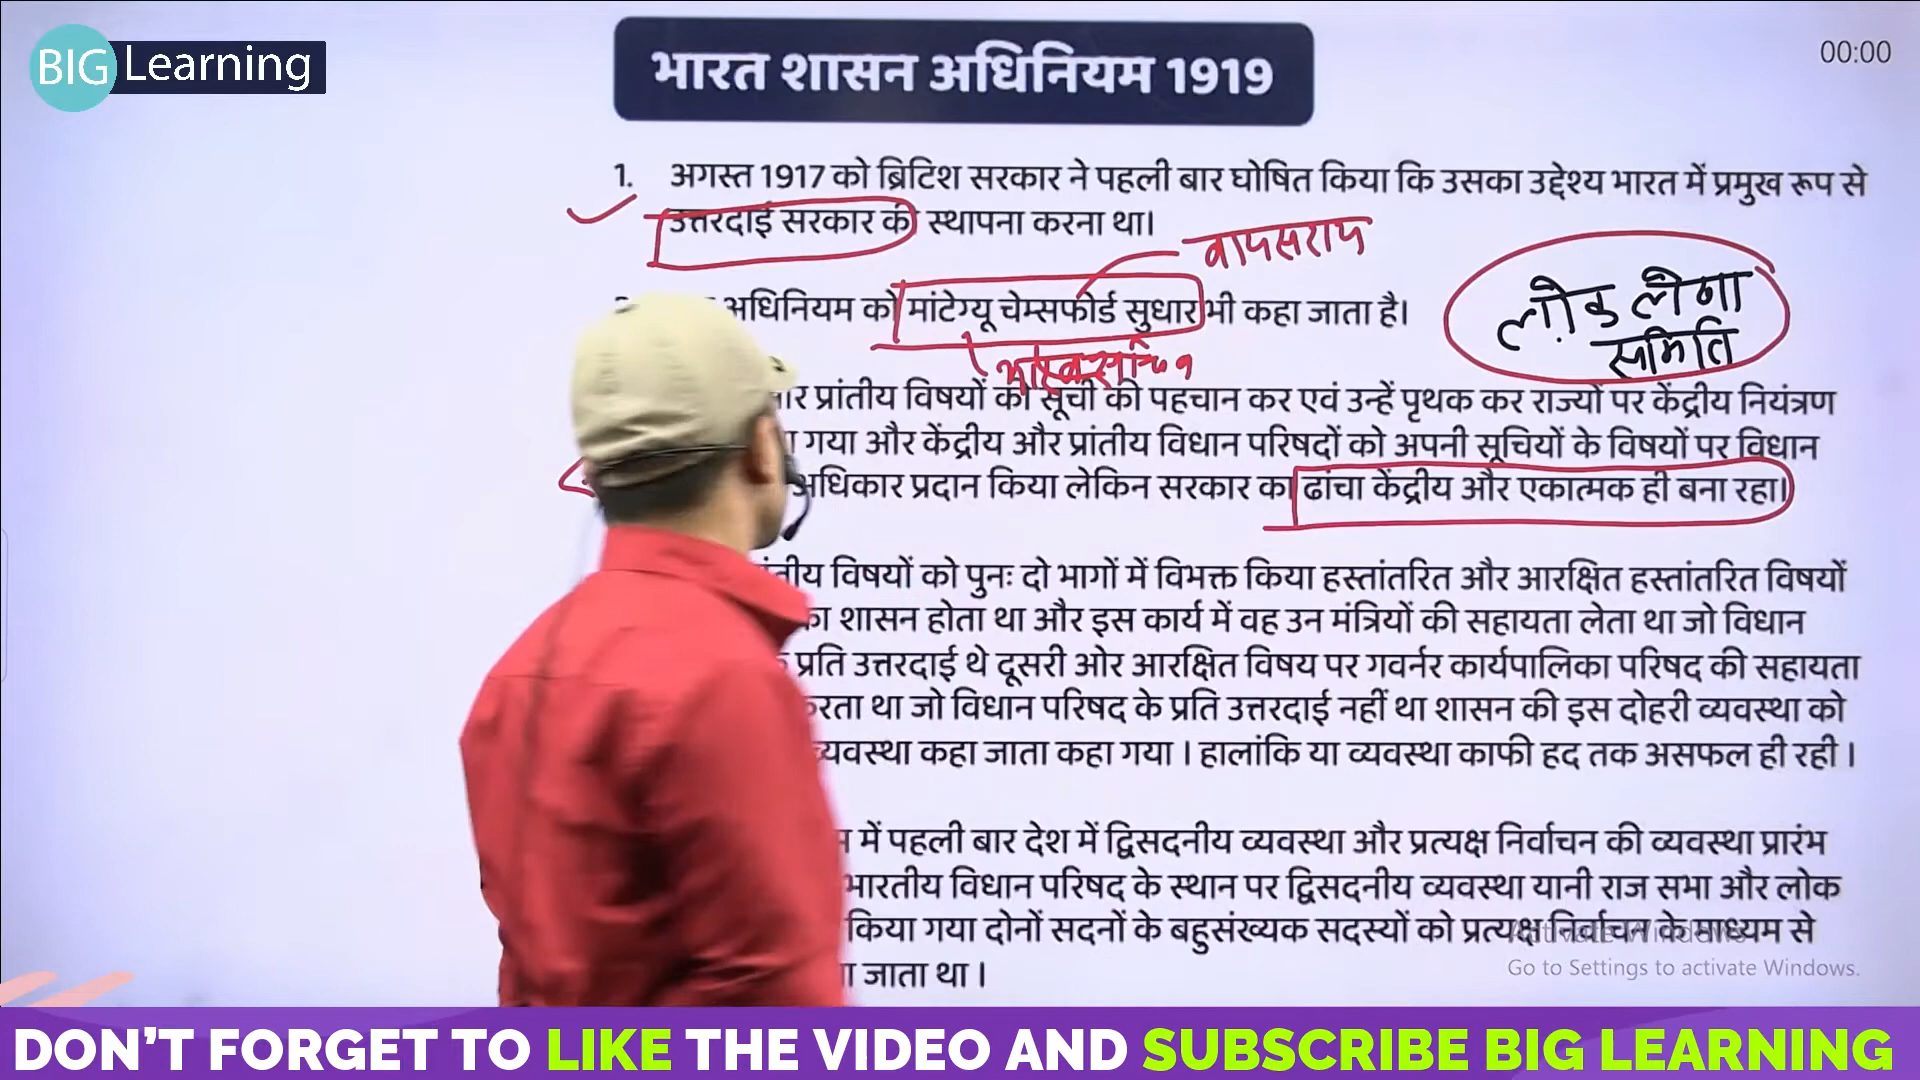 BIG Learning
भारत शासन अधिनियम 1919
00:00
1. अगस्त 1917 को ब्रिटिश सरकार ने पहली बार घोषित किया कि उसका उद्देश्य भारत में प्रमुख रूप से
उत्तरदाई सरकार की स्थापना करना था।
वायसराय
अधिनियम को मांटेग्यू चेम्सफोर्ड सुधार भी कहा जाता है।
लोक लेखा
समिति
प्रांतीय विषयों की सूची की पहचान कर एवं उन्हें पृथक कर राज्यों पर केंद्रीय नियंत्रण
गया और केंद्रीय और प्रांतीय विधान परिषदों को अपनी सूचियों के विषयों पर विधान
अधिकार प्रदान किया लेकिन सरकार का ढांचा केंद्रीय और एकात्मक ही बना रहा।
विषयों को पुनः दो भागों में विभक्त किया हस्तांतरित और आरक्षित हस्तांतरित विषयों
शासन होता था और इस कार्य में वह उन मंत्रियों की सहायता लेता था जो विधान
प्रति उत्तरदाई थे दूसरी ओर आरक्षित विषय पर गवर्नर कार्यपालिका परिषद की सहायता
था जो विधान परिषद के प्रति उत्तरदाई नहीं था शासन की इस दोहरी व्यवस्था को
व्यवस्था कहा जाता कहा गया । हालांकि या व्यवस्था काफी हद तक असफल ही रही ।
में पहली बार देश में द्विसदनीय व्यवस्था और प्रत्यक्ष निर्वाचन की व्यवस्था प्रारंभ
भारतीय विधान परिषद के स्थान पर द्विसदनीय व्यवस्था यानी राज सभा और लोक
किया गया दोनों सदनों के बहुसंख्यक सदस्यों को प्रत्यक्ष निर्वाचन के माध्यम से
जाता था ।
Activate Windows
Go to Settings to activate Windows.
DON'T FORGET TO LIKE THE VIDEO AND SUBSCRIBE BIG LEARNING